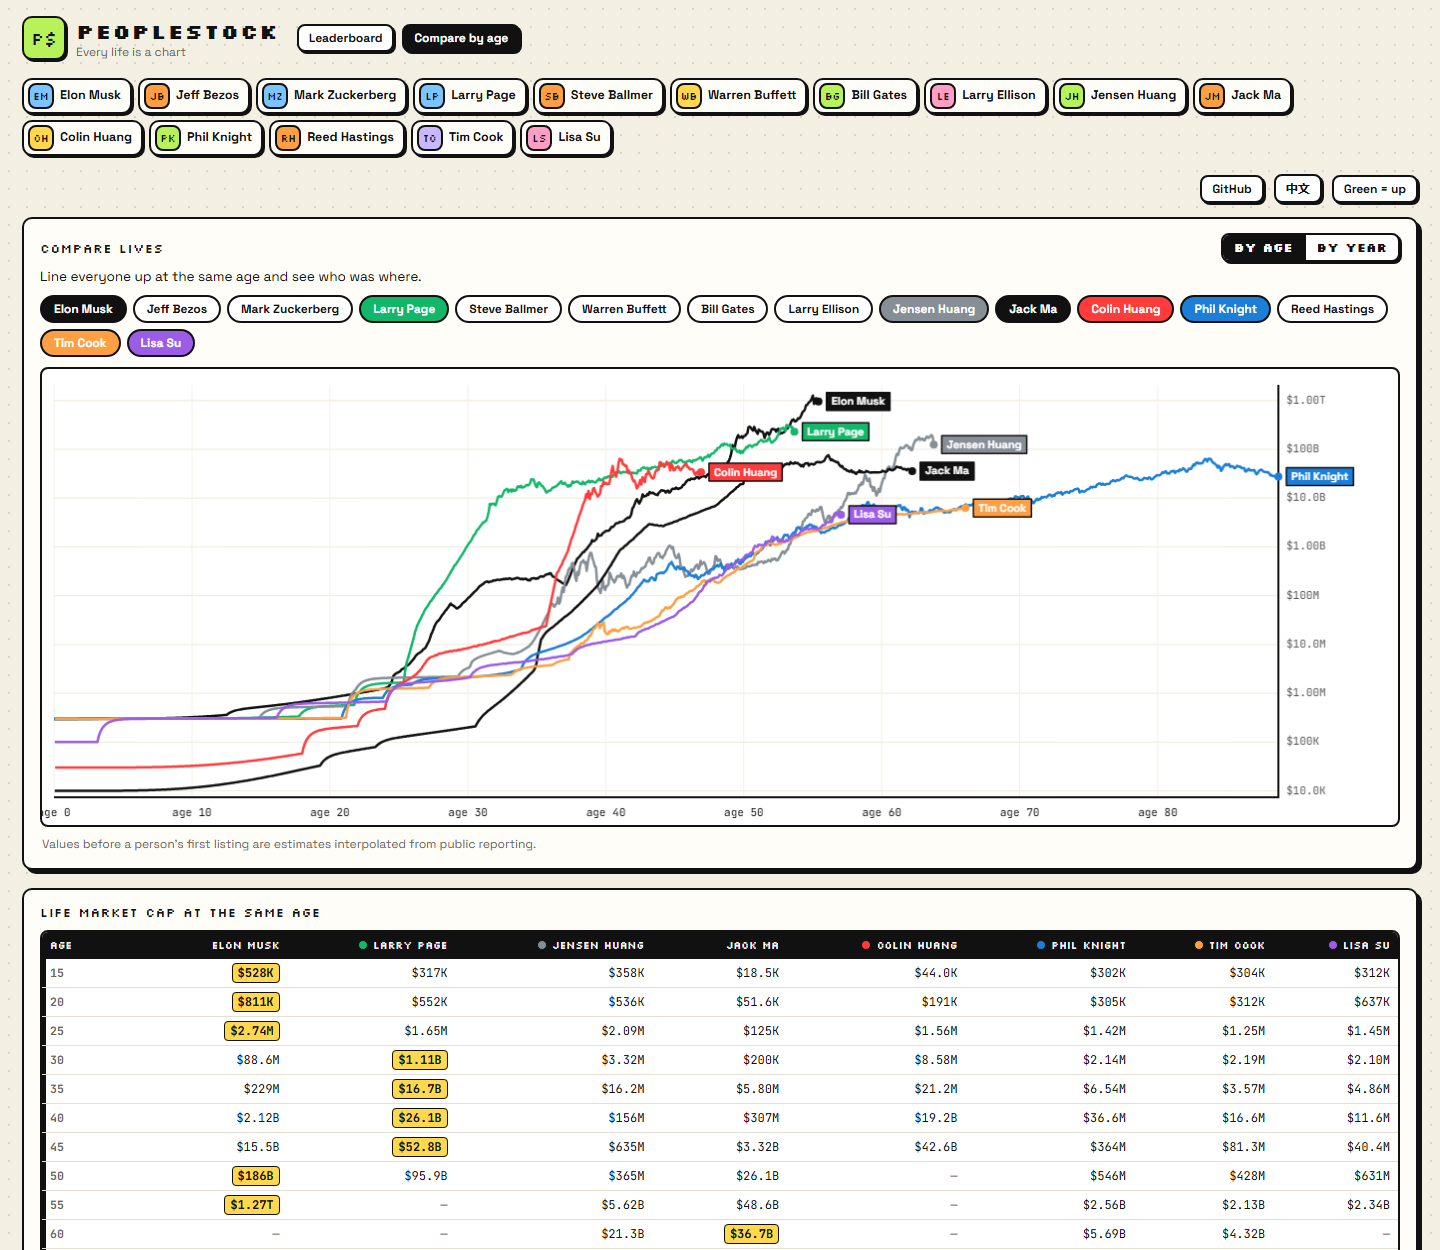 P$ PEOPLESTOCK Leaderboard Compare by age
Every life is a chart
EM Elon Musk JB Jeff Bezos MZ Mark Zuckerberg LP Larry Page SB Steve Ballmer WB Warren Buffett BG Bill Gates LE Larry Ellison JH Jensen Huang JM Jack Ma
CH Colin Huang PK Phil Knight RH Reed Hastings TC Tim Cook LS Lisa Su
GitHub 中文 Green = up
COMPARE LIVES BY AGE BY YEAR
Line everyone up at the same age and see who was where.
Elon Musk Jeff Bezos Mark Zuckerberg Larry Page Steve Ballmer Warren Buffett Bill Gates Larry Ellison Jensen Huang Jack Ma Colin Huang Phil Knight Reed Hastings
Tim Cook Lisa Su
Elon Musk $1.00T
Larry Page
Jensen Huang $100B
Colin Huang Jack Ma Phil Knight
$10.0B
Lisa Su Tim Cook
$1.00B
$100M
$10.0M
$1.00M
$100K
$10.0K
age 0 age 10 age 20 age 30 age 40 age 50 age 60 age 70 age 80
Values before a person's first listing are estimates interpolated from public reporting.
LIFE MARKET CAP AT THE SAME AGE
AGE ELON MUSK LARRY PAGE JENSEN HUANG JACK MA COLIN HUANG PHIL KNIGHT TIM COOK LISA SU
15 $528K $317K $358K $18.5K $44.0K $302K $304K $312K
20 $811K $552K $536K $51.6K $191K $305K $312K $637K
25 $2.74M $1.65M $2.09M $125K $1.56M $1.42M $1.25M $1.45M
30 $88.6M $1.11B $3.32M $200K $8.58M $2.14M $2.19M $2.10M
35 $229M $16.7B $16.2M $5.80M $21.2M $6.54M $3.57M $4.86M
40 $2.12B $26.1B $156M $307M $19.2B $36.6M $16.6M $11.6M
45 $15.5B $52.8B $635M $3.32B $42.6B $364M $81.3M $40.4M
50 $186B $95.9B $365M $26.1B — $546M $428M $631M
55 $1.27T — $5.62B $48.6B — $2.56B $2.13B $2.34B
60 — — $21.3B $36.7B — $5.69B $4.32B —